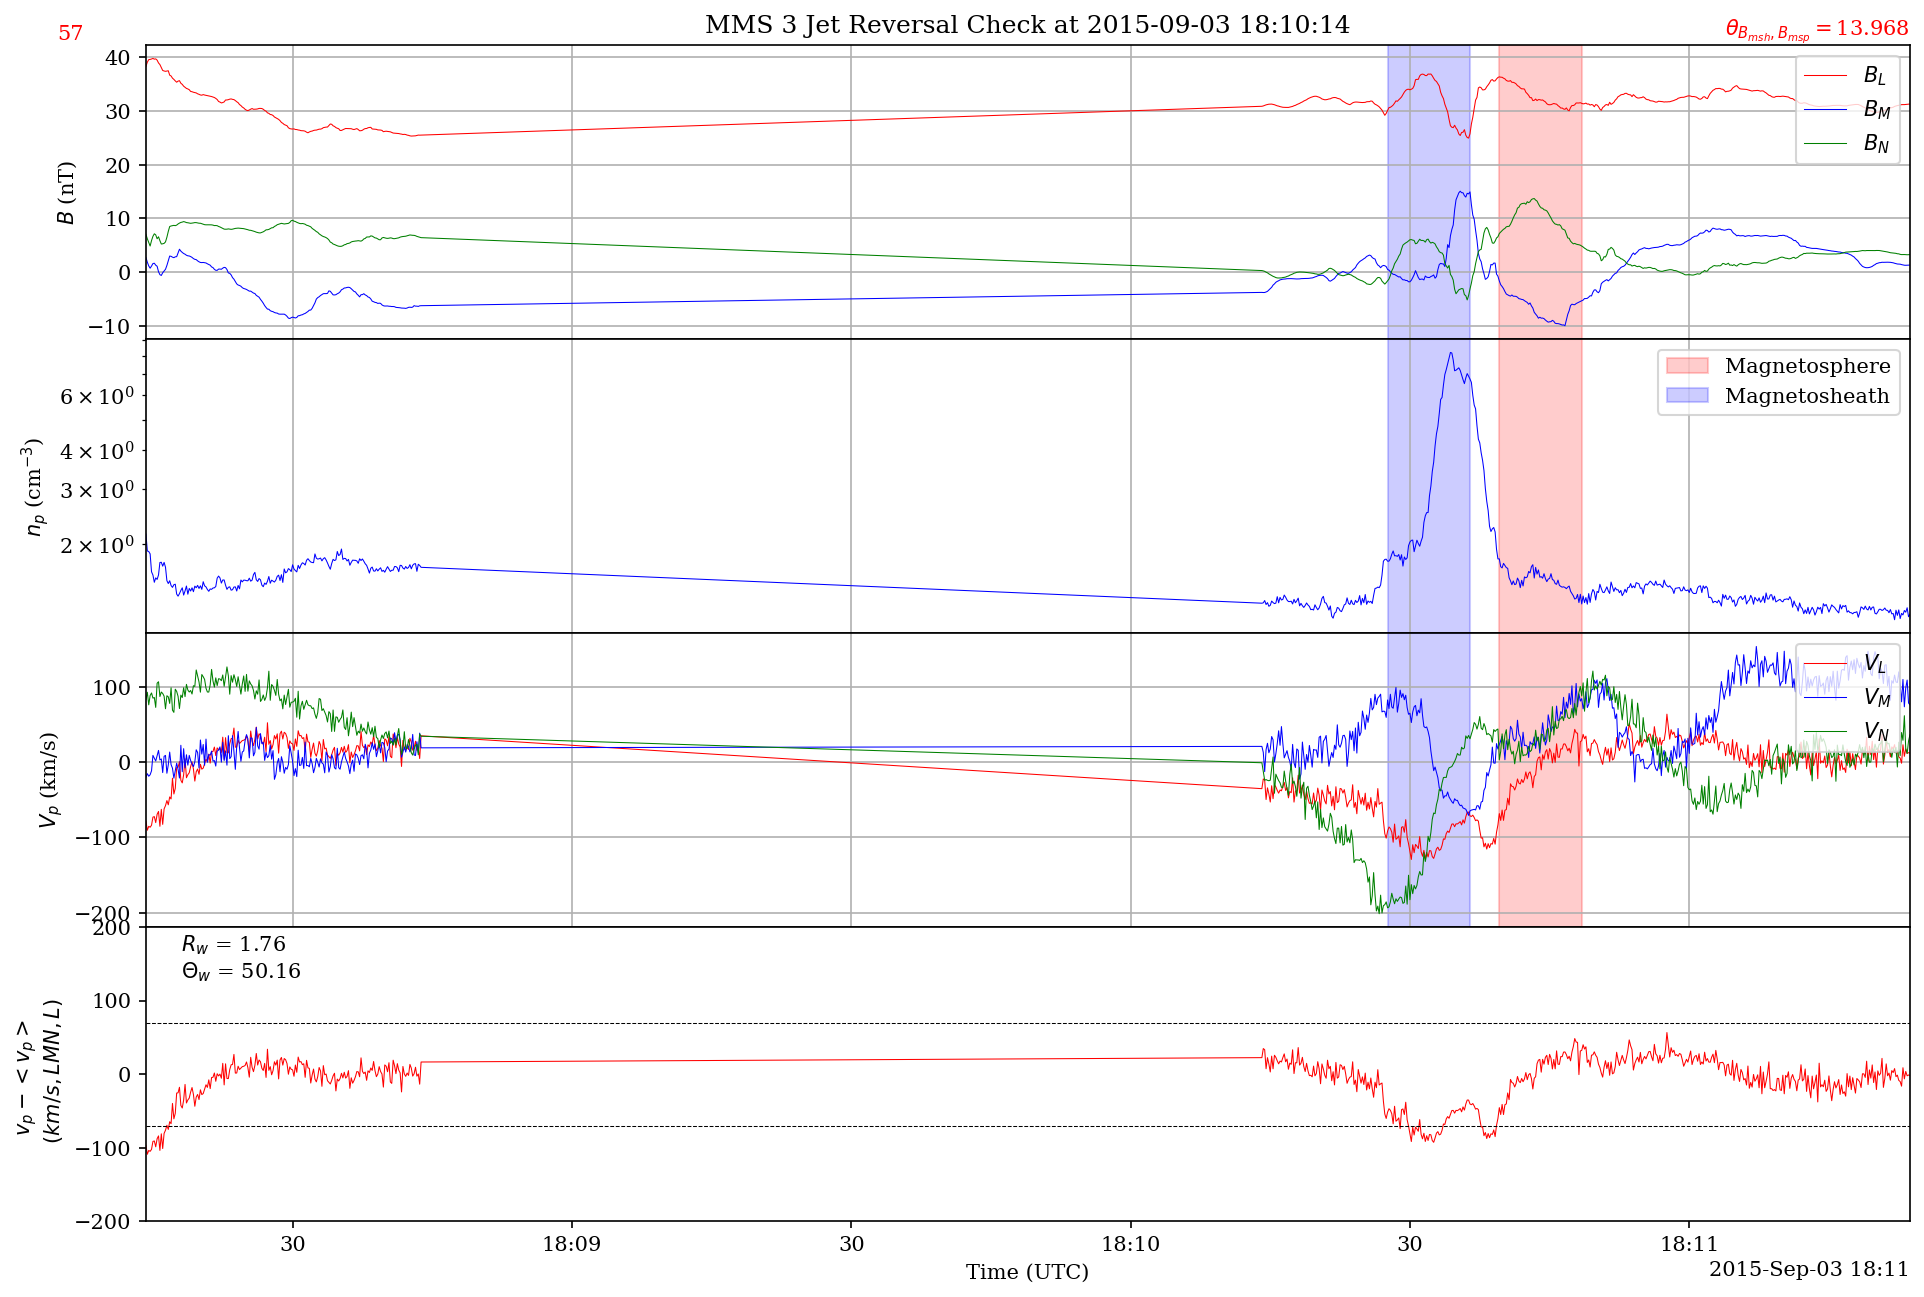 57
MMS 3 Jet Reversal Check at 2015-09-03 18:10:14
θ_{B_{msh}, B_{msp}} = 13.968
40
30
20
10
0
−10
B (nT)
B_L
B_M
B_N
6 × 10^0
4 × 10^0
3 × 10^0
2 × 10^0
n_p (cm^{−3})
Magnetosphere
Magnetosheath
100
0
−100
−200
V_p (km/s)
V_L
V_M
V_N
200
100
0
−100
−200
v_p − < v_p >
(km/s, LMN, L)
R_w = 1.76
Θ_w = 50.16
30
18:09
30
18:10
30
18:11
Time (UTC)
2015-Sep-03 18:11